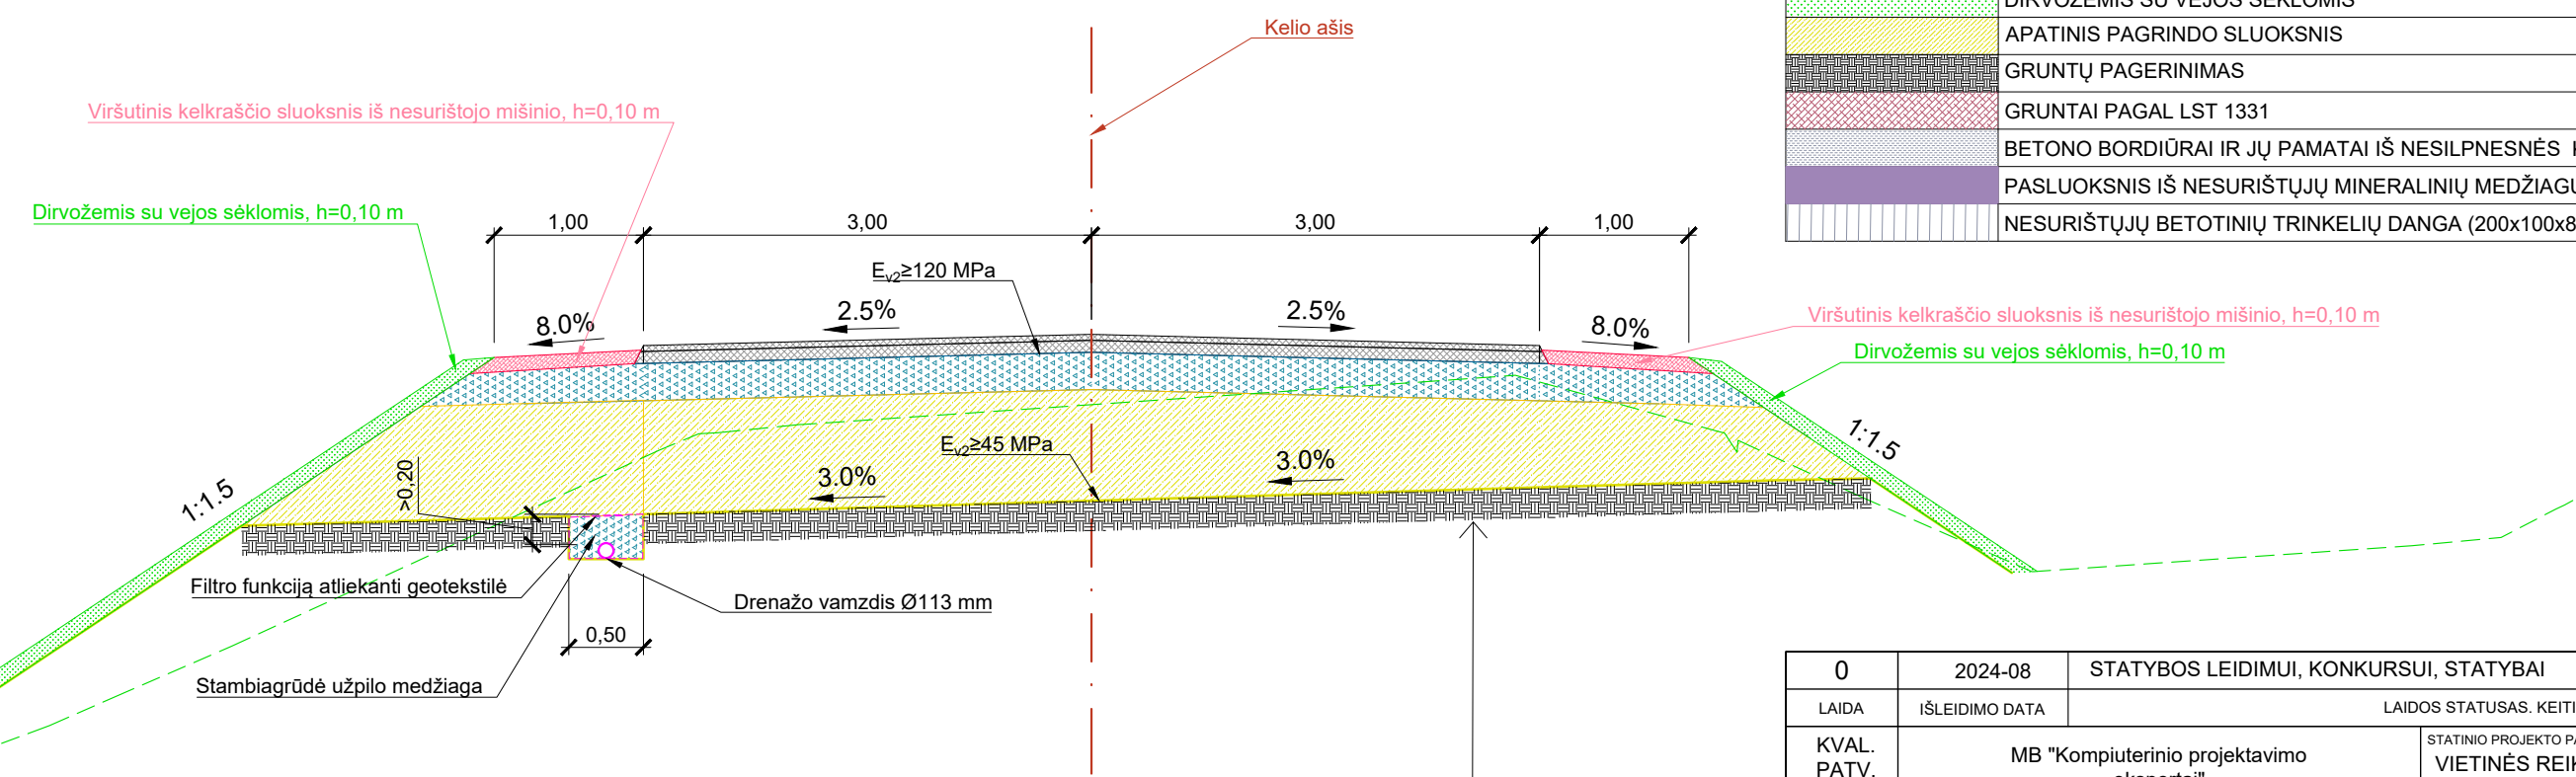 Kelio ašis
Viršutinis kelkraščio sluoksnis iš nesurištojo mišinio, h=0,10 m
Dirvožemis su vejos sėklomis, h=0,10 m
1,00
3,00
3,00
1,00
Ev2≥120 MPa
8.0%
2.5%
2.5%
8.0%
Viršutinis kelkraščio sluoksnis iš nesurištojo mišinio, h=0,10 m
Dirvožemis su vejos sėklomis, h=0,10 m
1:1.5
1:1.5
Ev2≥45 MPa
3.0%
3.0%
>0,20
Filtro funkciją atliekanti geotekstilė
Drenažo vamzdis Ø113 mm
0,50
Stambiagrūdė užpilo medžiaga
DIRVOŽEMIS SU VEJOS SĖKLOMIS
APATINIS PAGRINDO SLUOKSNIS
GRUNTŲ PAGERINIMAS
GRUNTAI PAGAL LST 1331
BETONO BORDIŪRAI IR JŲ PAMATAI IŠ NESILPNESNĖS
PASLUOKSNIS IŠ NESURIŠTŲJŲ MINERALINIŲ MEDŽIAGŲ
NESURIŠTŲJŲ BETOTINIŲ TRINKELIŲ DANGA (200x100x8
0 2024-08 STATYBOS LEIDIMUI, KONKURSUI, STATYBAI
LAIDA IŠLEIDIMO DATA LAIDOS STATUSAS. KEITI
KVAL.
PATV.
MB "Kompiuterinio projektavimo
ekspertai"
STATINIO PROJEKTO PA
VIETINĖS REI